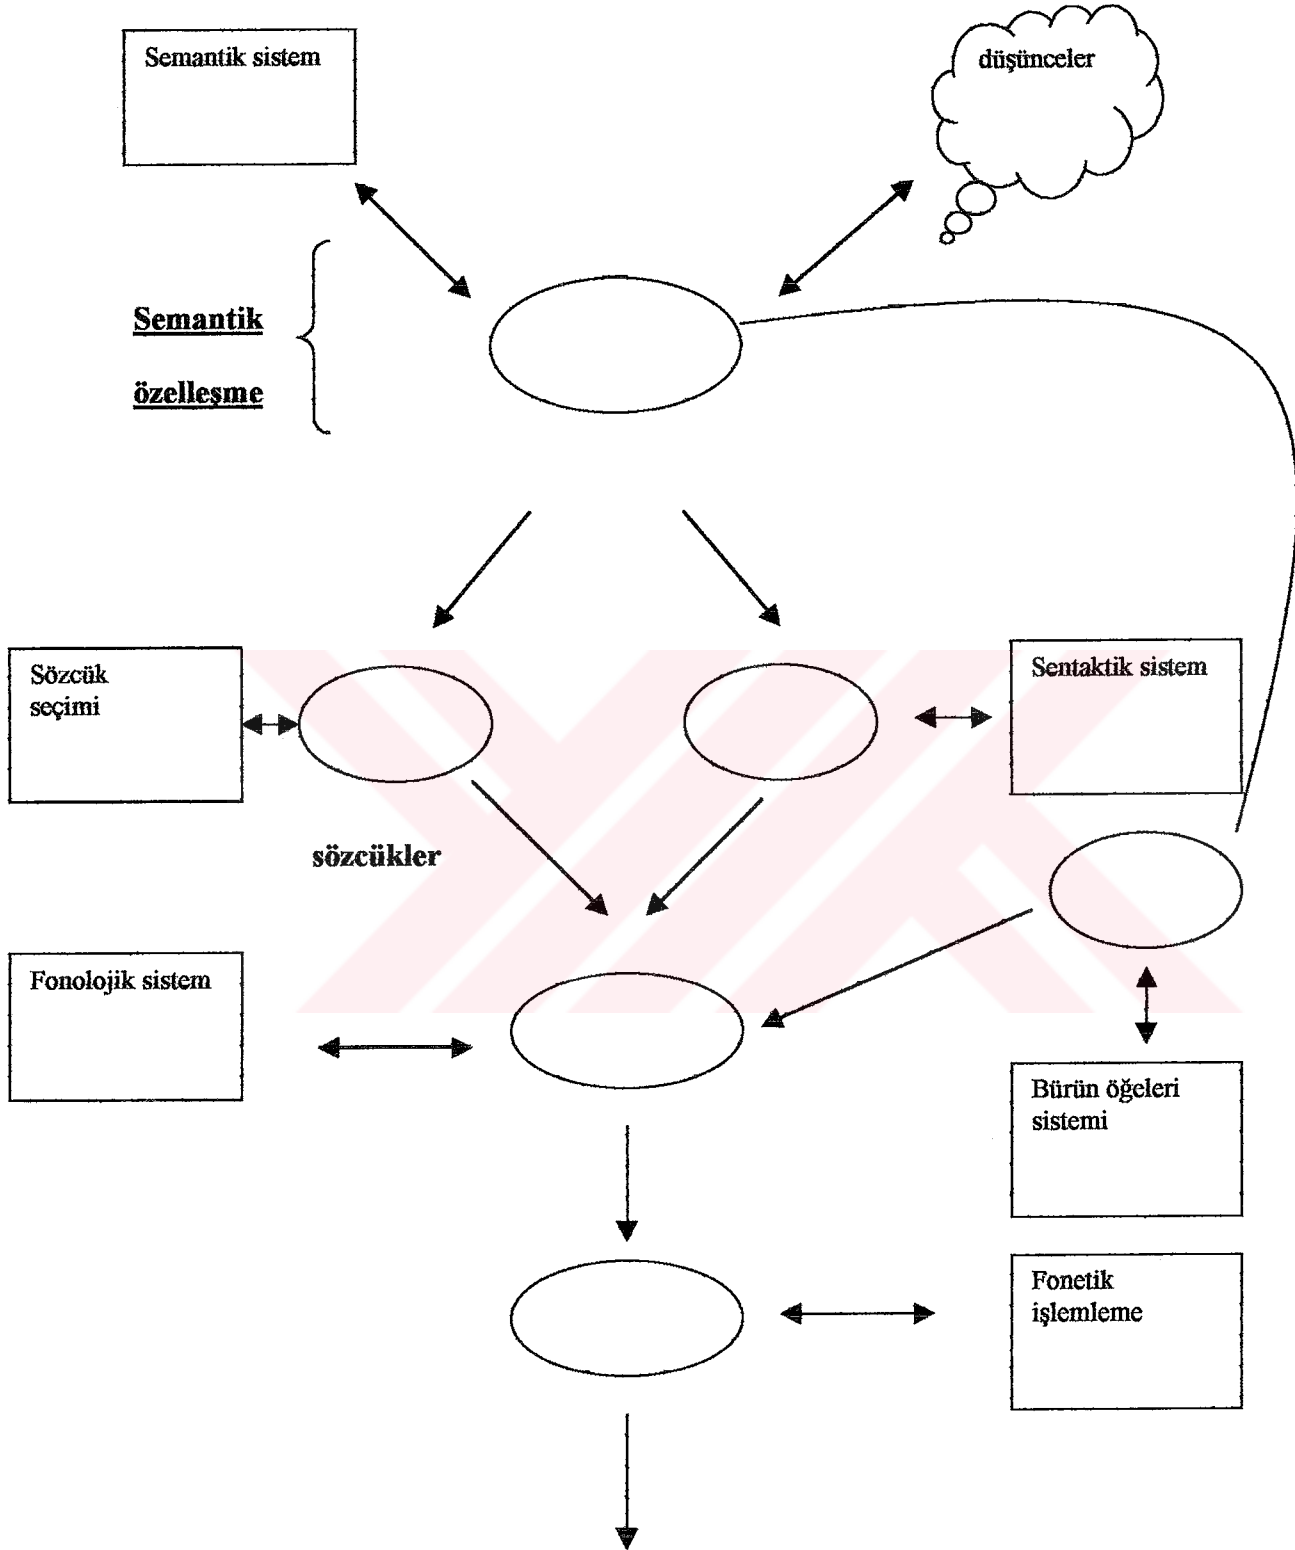 Semantik sistem
düşünceler
Semantik
özelleşme
Sözcük
seçimi
Sentaktik sistem
sözcükler
Fonolojik sistem
Bürün öğeleri
sistemi
Fonetik
işlemleme